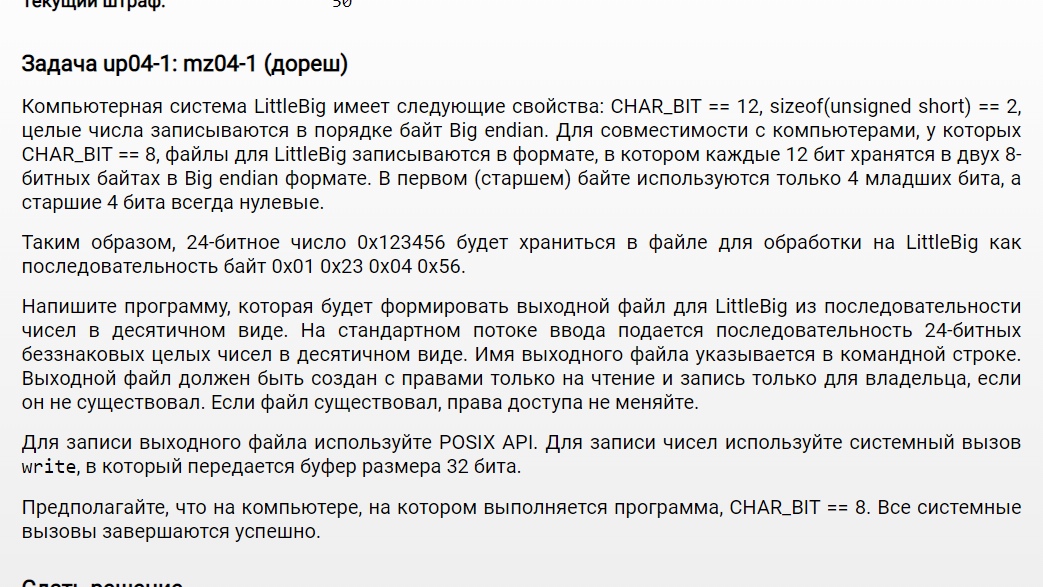 Текущий штраф: 50
Задача up04-1: mz04-1 (дореш)
Компьютерная система LittleBig имеет следующие свойства: CHAR_BIT == 12, sizeof(unsigned short) == 2,
целые числа записываются в порядке байт Big endian. Для совместимости с компьютерами, у которых
CHAR_BIT == 8, файлы для LittleBig записываются в формате, в котором каждые 12 бит хранятся в двух 8-
битных байтах в Big endian формате. В первом (старшем) байте используются только 4 младших бита, а
старшие 4 бита всегда нулевые.
Таким образом, 24-битное число 0x123456 будет храниться в файле для обработки на LittleBig как
последовательность байт 0x01 0x23 0x04 0x56.
Напишите программу, которая будет формировать выходной файл для LittleBig из последовательности
чисел в десятичном виде. На стандартном потоке ввода подается последовательность 24-битных
беззнаковых целых чисел в десятичном виде. Имя выходного файла указывается в командной строке.
Выходной файл должен быть создан с правами только на чтение и запись только для владельца, если
он не существовал. Если файл существовал, права доступа не меняйте.
Для записи выходного файла используйте POSIX API. Для записи чисел используйте системный вызов
write, в который передается буфер размера 32 бита.
Предполагайте, что на компьютере, на котором выполняется программа, CHAR_BIT == 8. Все системные
вызовы завершаются успешно.
Сдать решение